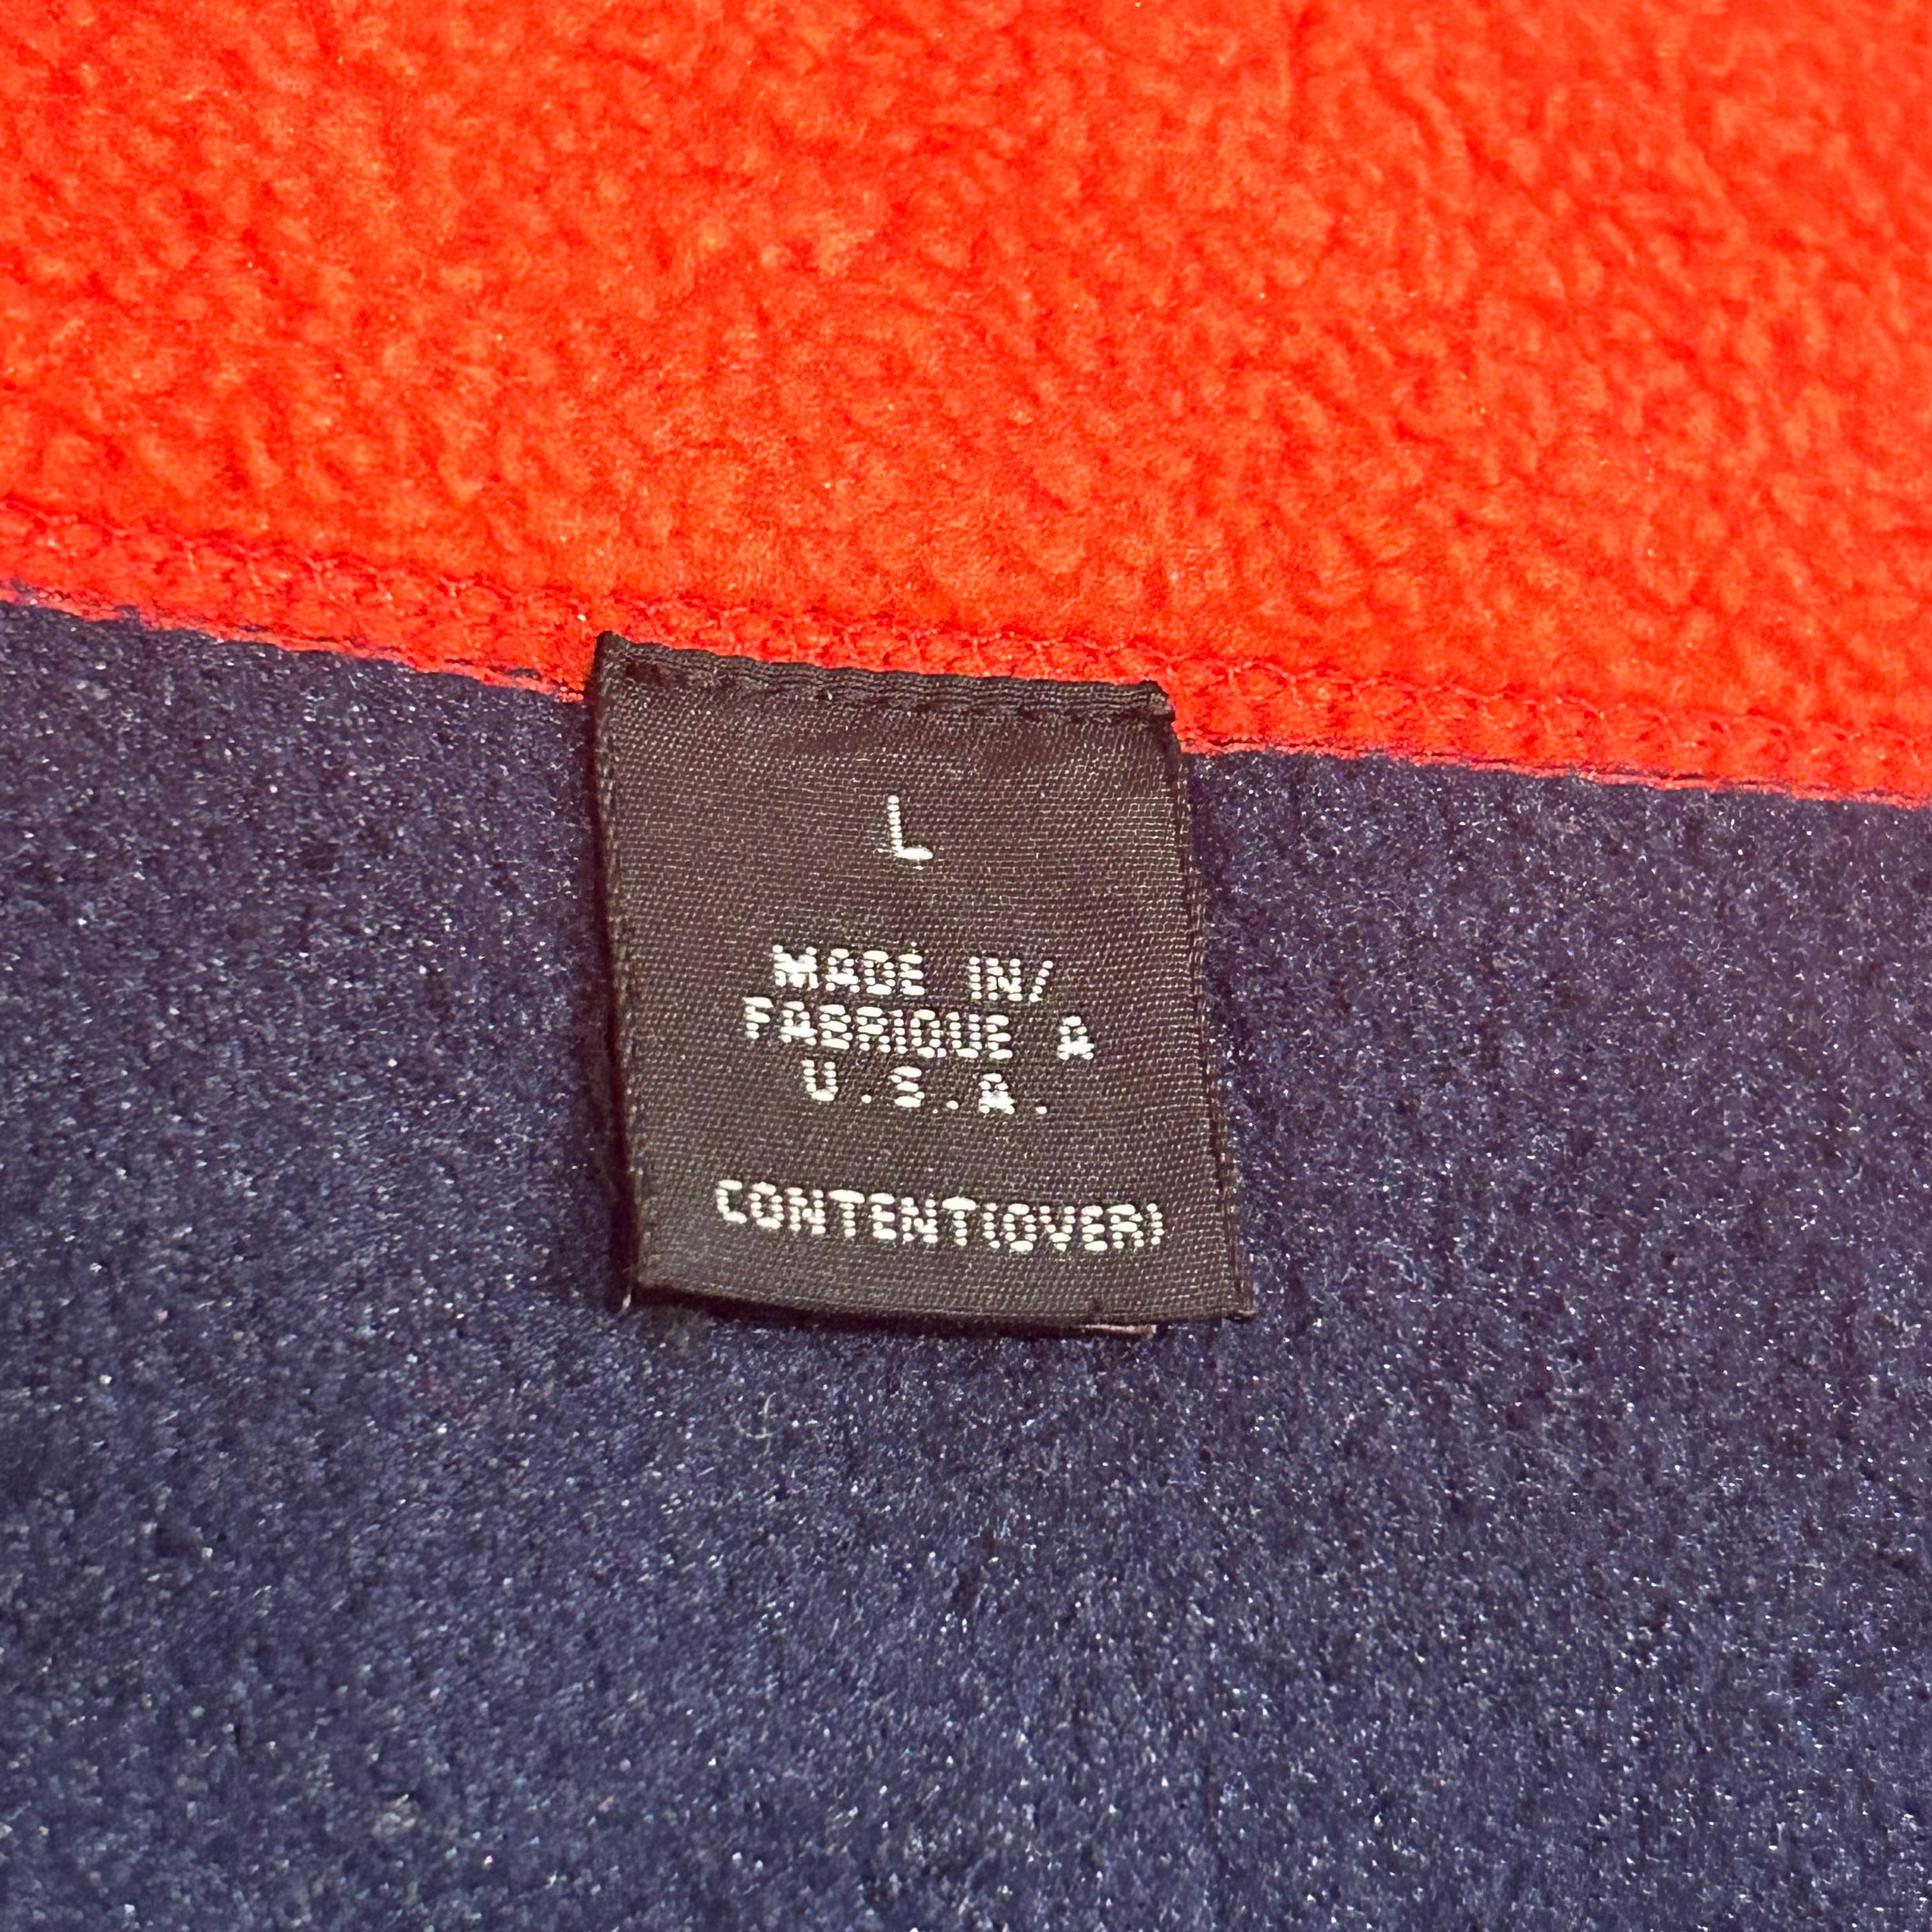 L
MADE IN/
FABRIQUE A
U.S.A.
CONTENT(OVER)